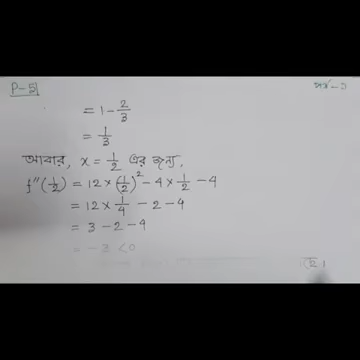 P-5
= 1 - 2/3
= 1/3
আবার, x = 1/2 এর জন্য,
f''(1/2) = 12 × (1/2)² - 4 × 1/2 - 4
= 12 × 1/4 - 2 - 4
= 3 - 2 - 4
= -3 < 0